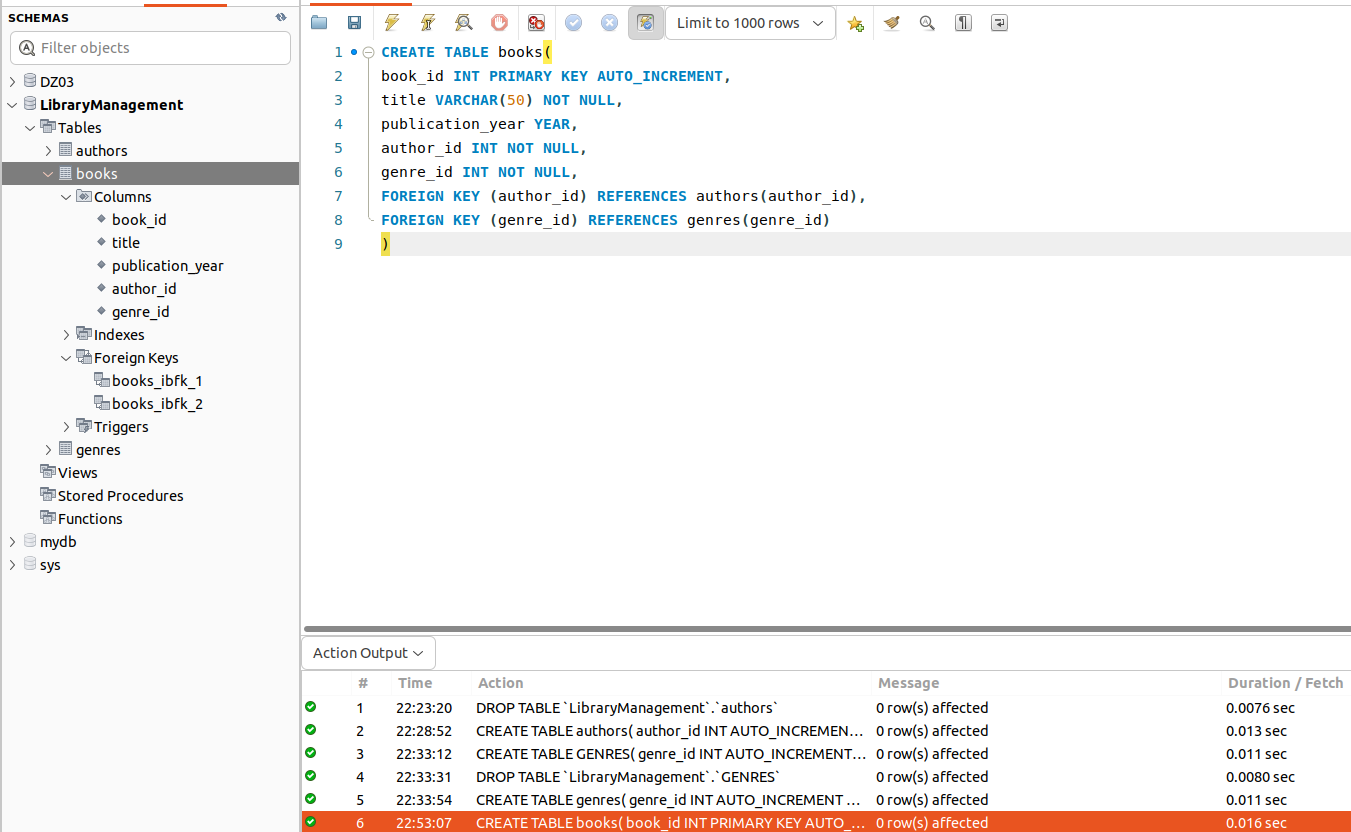 SCHEMAS
Filter objects
DZ03
LibraryManagement
Tables
authors
books
Columns
book_id
title
publication_year
author_id
genre_id
Indexes
Foreign Keys
books_ibfk_1
books_ibfk_2
Triggers
genres
Views
Stored Procedures
Functions
mydb
sys
Limit to 1000 rows
1 CREATE TABLE books(
2 book_id INT PRIMARY KEY AUTO_INCREMENT,
3 title VARCHAR(50) NOT NULL,
4 publication_year YEAR,
5 author_id INT NOT NULL,
6 genre_id INT NOT NULL,
7 FOREIGN KEY (author_id) REFERENCES authors(author_id),
8 FOREIGN KEY (genre_id) REFERENCES genres(genre_id)
9 )
Action Output
# Time Action Message Duration / Fetch
1 22:23:20 DROP TABLE `LibraryManagement`.`authors` 0 row(s) affected 0.0076 sec
2 22:28:52 CREATE TABLE authors( author_id INT AUTO_INCREMEN... 0 row(s) affected 0.013 sec
3 22:33:12 CREATE TABLE GENRES( genre_id INT AUTO_INCREMENT... 0 row(s) affected 0.011 sec
4 22:33:31 DROP TABLE `LibraryManagement`.`GENRES` 0 row(s) affected 0.0080 sec
5 22:33:54 CREATE TABLE genres( genre_id INT AUTO_INCREMENT ... 0 row(s) affected 0.011 sec
6 22:53:07 CREATE TABLE books( book_id INT PRIMARY KEY AUTO_... 0 row(s) affected 0.016 sec